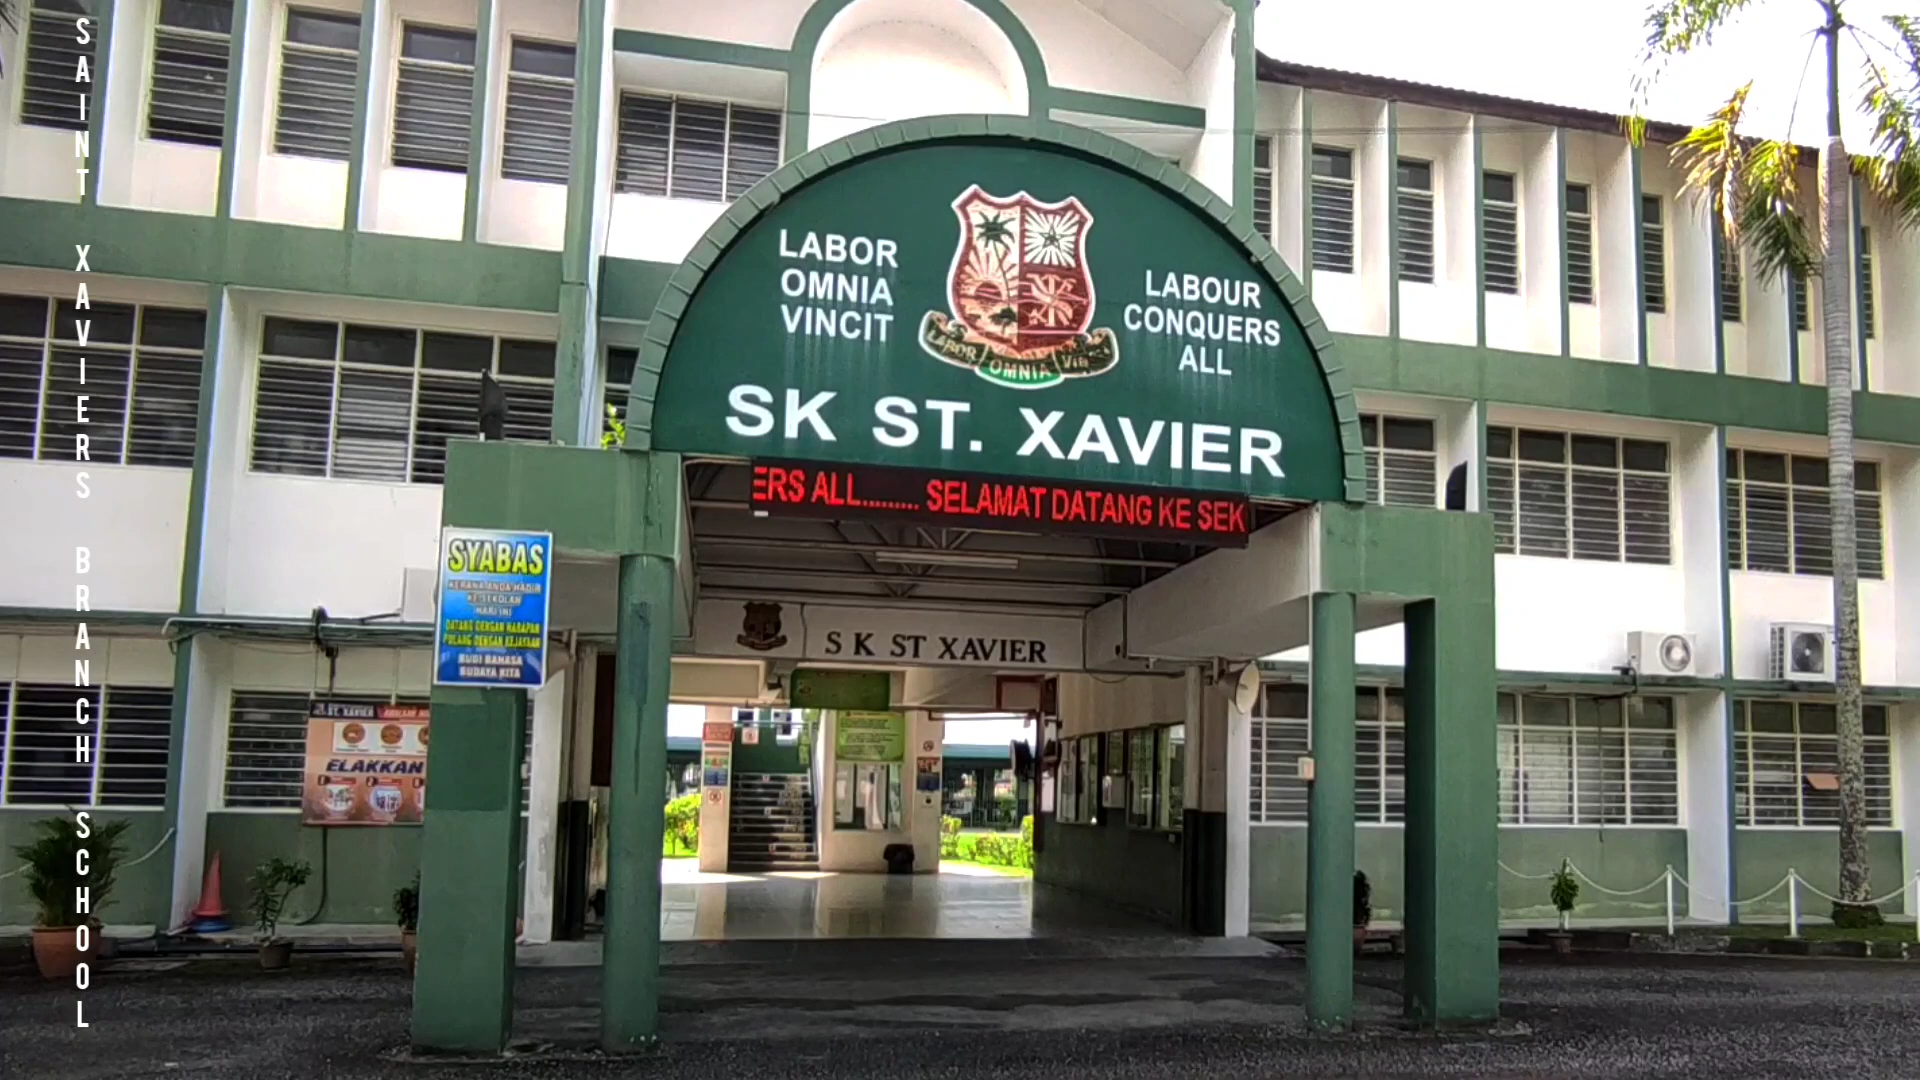 SAINT XAVIERS BRANCH SCHOOL
LABOR
OMNIA
VINCIT
LABOUR
CONQUERS
ALL
LABOR OMNIA
SK ST. XAVIER
ERS ALL......... SELAMAT DATANG KE SEK
SYABAS
KERANA ANDA HADIR
KE SEKOLAH
HARI INI
DATANG DENGAN HARAPAN
PULANG DENGAN KEJAYAAN
BUDI BAHASA
BUDAYA KITA
S K ST XAVIER
ST. XAVIER
ELAKKAN